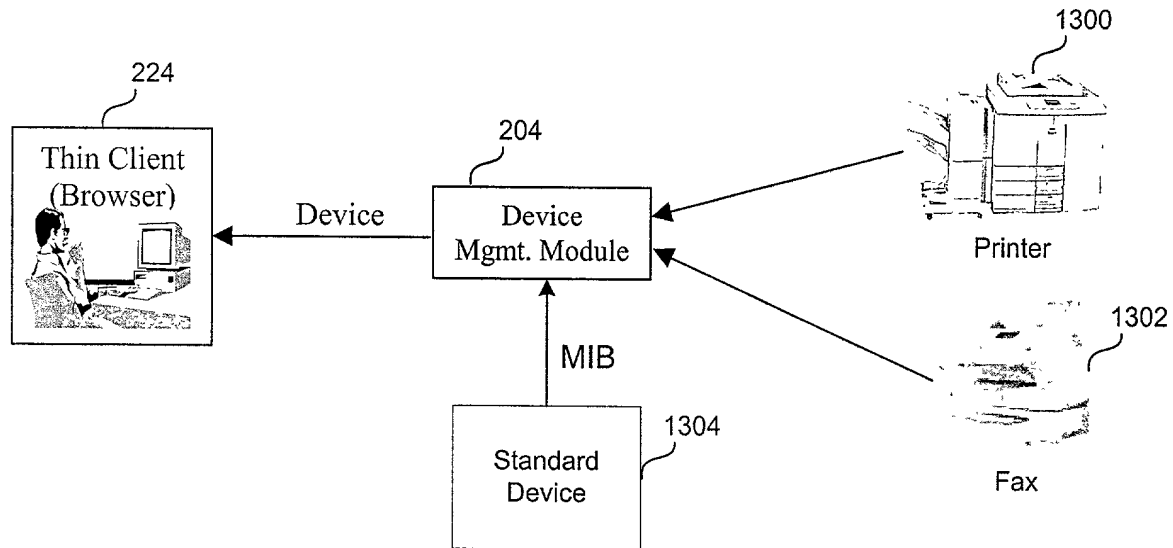 1300
224
Thin Client
(Browser)
204
Device
Device
Mgmt. Module
Printer
1302
MIB
1304
Standard
Device
Fax